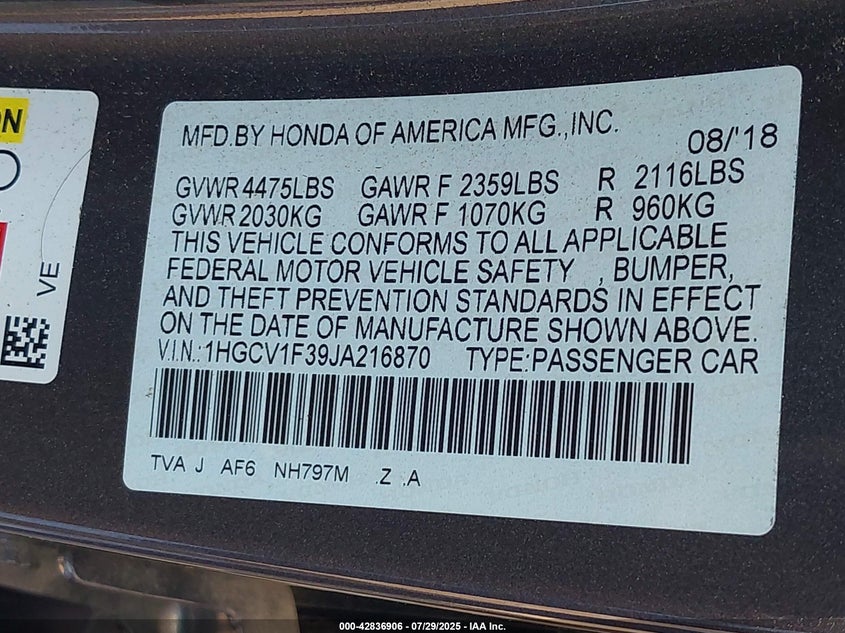 ON
VE
MFD.BY HONDA OF AMERICA MFG.,INC.
08/'18
GVWR 4475LBS GAWR F 2359LBS R 2116LBS
GVWR 2030KG GAWR F 1070KG R 960KG
THIS VEHICLE CONFORMS TO ALL APPLICABLE
FEDERAL MOTOR VEHICLE SAFETY , BUMPER,
AND THEFT PREVENTION STANDARDS IN EFFECT
ON THE DATE OF MANUFACTURE SHOWN ABOVE.
V.I.N.:1HGCV1F39JA216870 TYPE:PASSENGER CAR
TVA J AF6 NH797M .Z .A
000-42836906 - 07/29/2025 - IAA Inc.